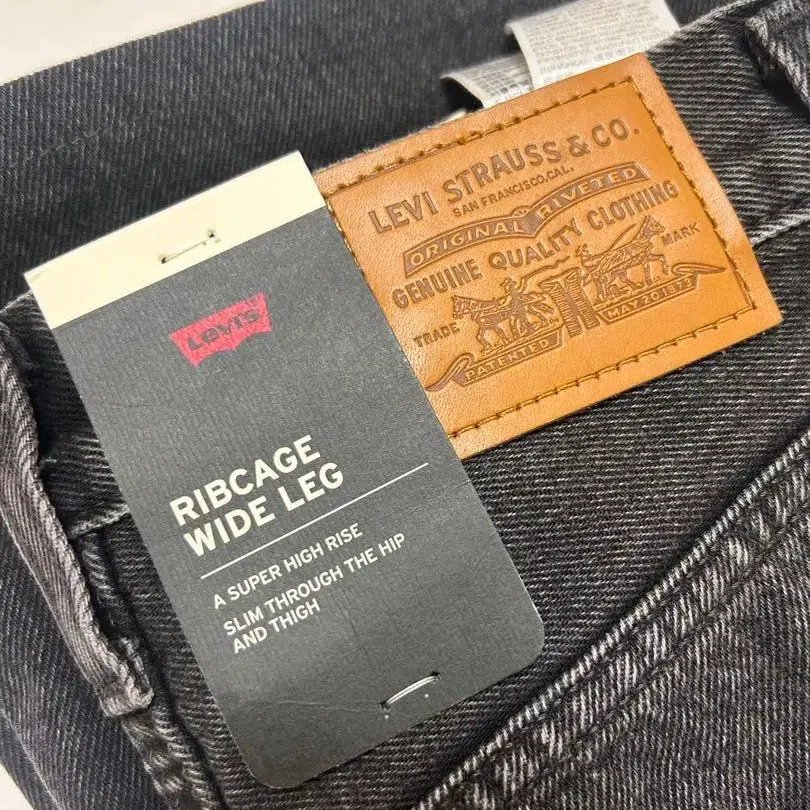 LEVI STRAUSS & CO.
SAN FRANCISCO, CAL.
ORIGINAL RIVETED
GENUINE QUALITY CLOTHING
TRADE MARK
PATENTED MAY 20 1873
LEVI'S
RIBCAGE
WIDE LEG
A SUPER HIGH RISE
SLIM THROUGH THE HIP
AND THIGH